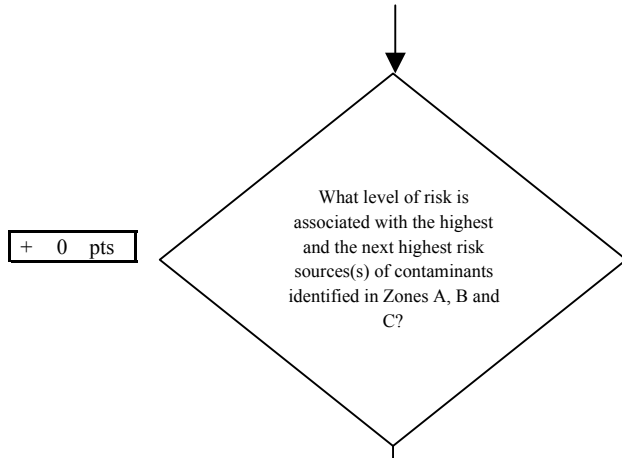 What level of risk is
associated with the highest
and the next highest risk
+ 0 pts
sources(s) of contaminants
identified in Zones A, B and
C?